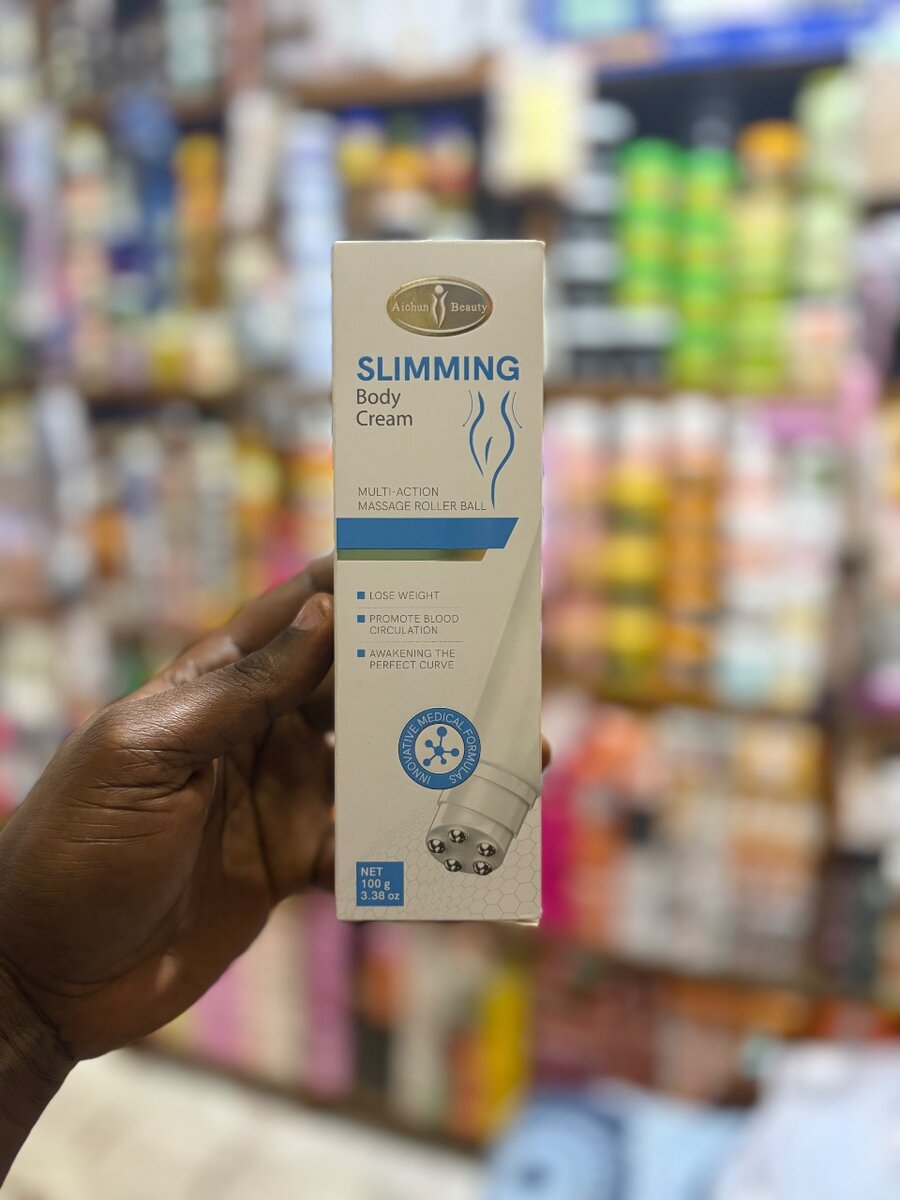 Aichun Beauty
SLIMMING
Body
Cream
MULTI-ACTION
MASSAGE ROLLER BALL
LOSE WEIGHT
PROMOTE BLOOD
CIRCULATION
AWAKENING THE
PERFECT CURVE
INNOVATIVE MEDICAL FORMULAS
NET
100 g
3.38 oz